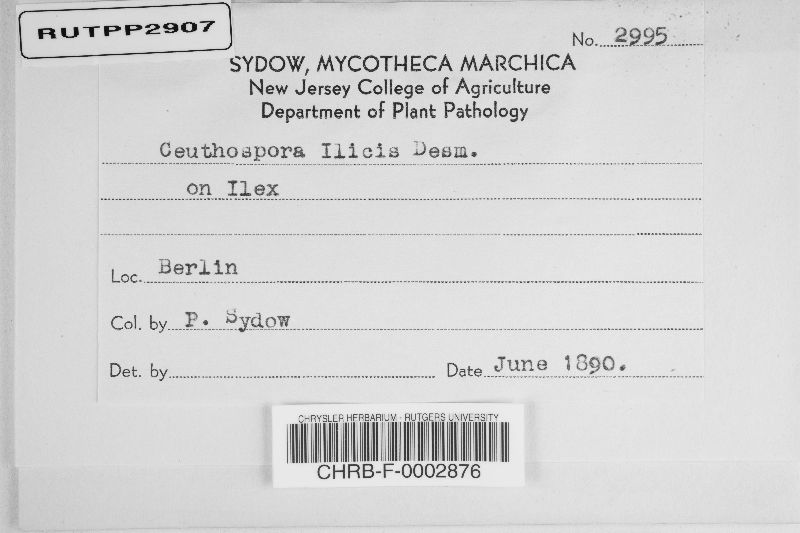 RUTPP2907
No. 2995
SYDOW, MYCOTHECA MARCHICA
New Jersey College of Agriculture
Department of Plant Pathology
Ceuthospora Ilicis Desm.
on Ilex
Loc. Berlin
Col. by P. Sydow
Det. by Date June 1890.
CHRYSLER HERBARIUM - RUTGERS UNIVERSITY
CHRB-F-0002876